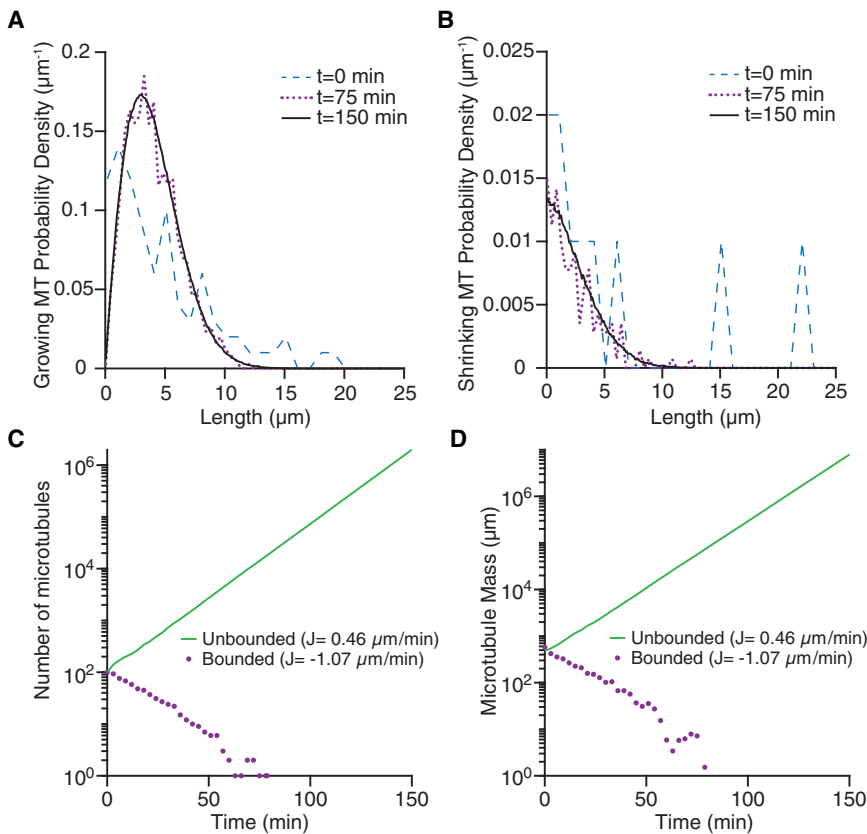 A
Growing MT Probability Density (µm⁻¹)
0.2
0.15
0.1
0.05
0
t=0 min
t=75 min
t=150 min
0 5 10 15 20 25
Length (µm)
B
Shrinking MT Probability Density (µm⁻¹)
0.025
0.02
0.015
0.01
0.005
0
t=0 min
t=75 min
t=150 min
0 5 10 15 20 25
Length (µm)
C
Number of microtubules
10⁶
10⁴
10²
10⁰
Unbounded (J= 0.46 µm/min)
Bounded (J= -1.07 µm/min)
0 50 100 150
Time (min)
D
Microtubule Mass (µm)
10⁶
10⁴
10²
10⁰
Unbounded (J= 0.46 µm/min)
Bounded (J= -1.07 µm/min)
0 50 100 150
Time (min)